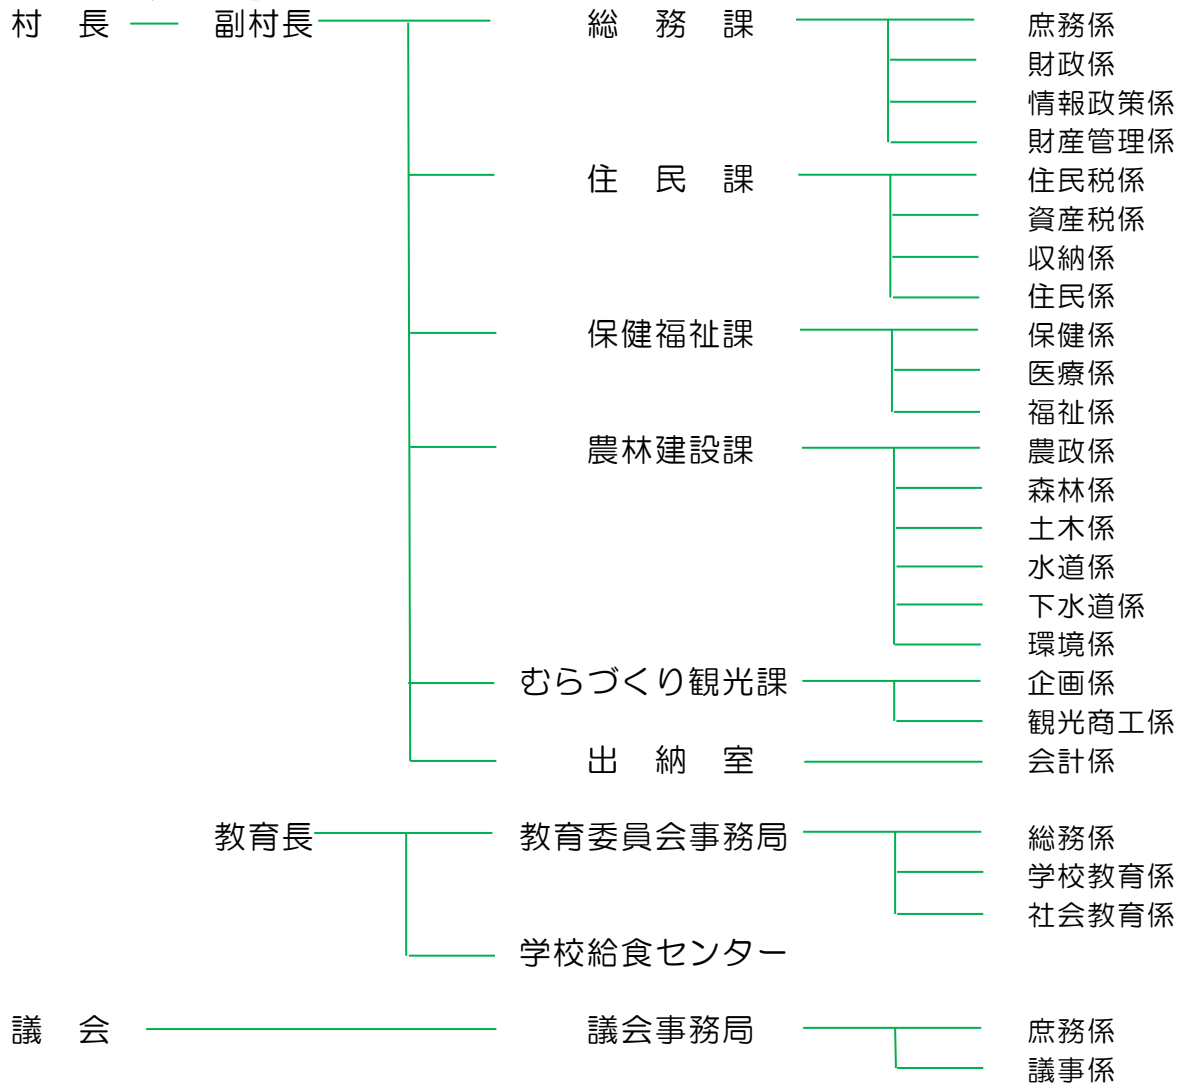 村　長 副村長 総　務　課 庶務係
財政係
情報政策係
財産管理係
住　民　課 住民税係
資産税係
収納係
住民係
保健福祉課 保健係
医療係
福祉係
農林建設課 農政係
森林係
土木係
水道係
下水道係
環境係
むらづくり観光課 企画係
観光商工係
出　納　室 会計係
教育長 教育委員会事務局 総務係
学校教育係
社会教育係
学校給食センター
議　会 議会事務局 庶務係
議事係